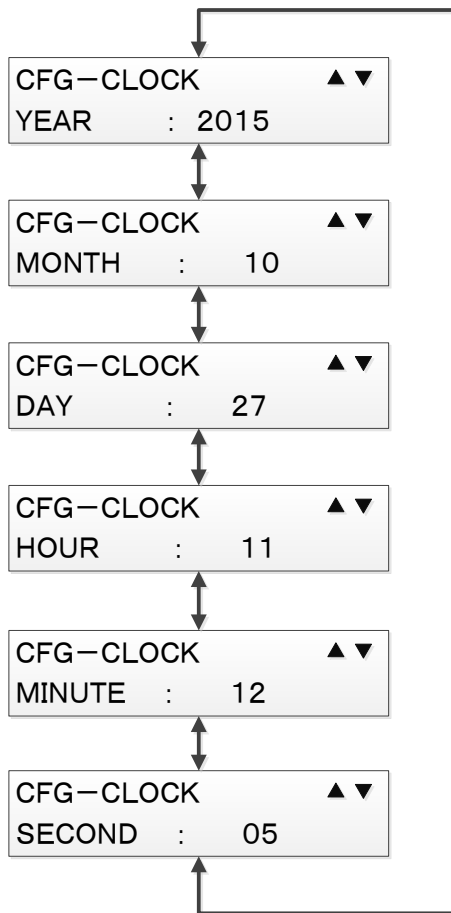 CFG−CLOCK ▲ ▼
YEAR : 2015
CFG−CLOCK ▲ ▼
MONTH : 10
CFG−CLOCK ▲ ▼
DAY : 27
CFG−CLOCK ▲ ▼
HOUR : 11
CFG−CLOCK ▲ ▼
MINUTE : 12
CFG−CLOCK ▲ ▼
SECOND : 05